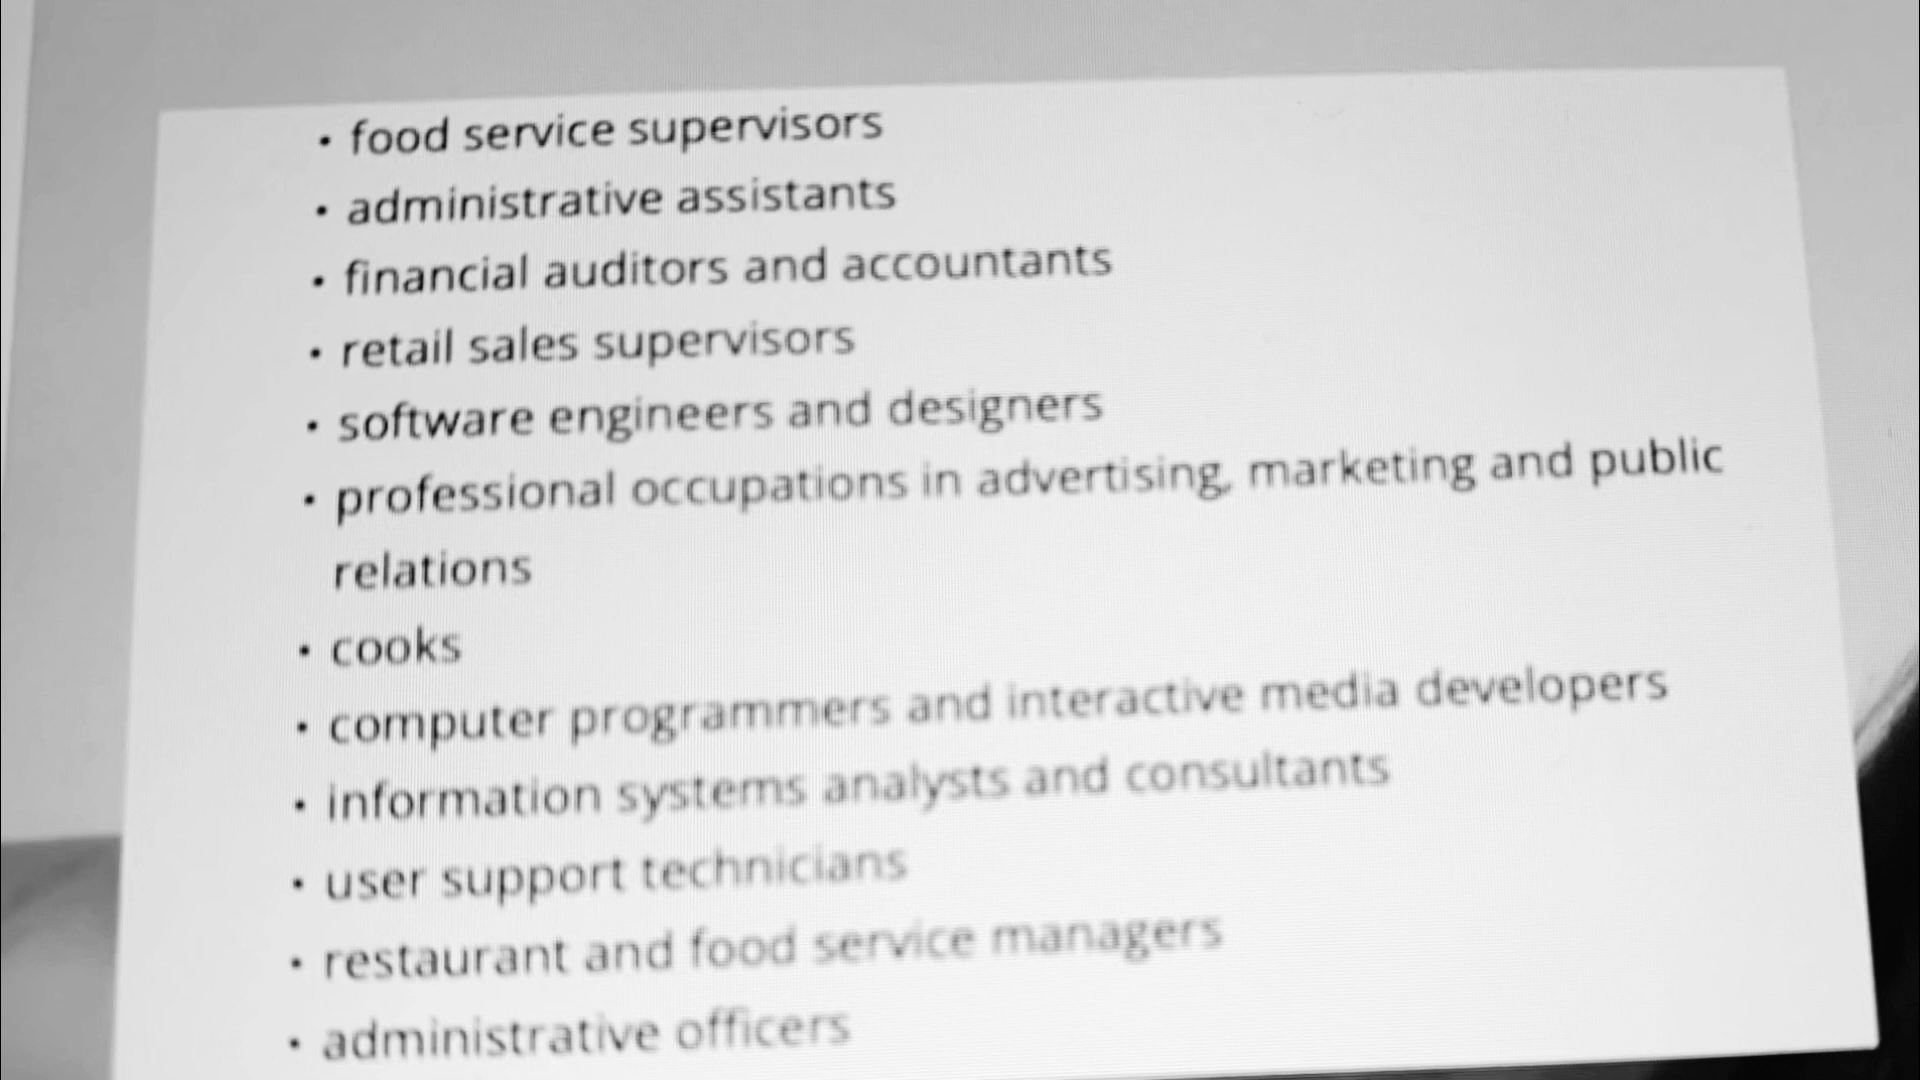 • food service supervisors
• administrative assistants
• financial auditors and accountants
• retail sales supervisors
• software engineers and designers
• professional occupations in advertising, marketing and public
relations
• cooks
• computer programmers and interactive media developers
• information systems analysts and consultants
• user support technicians
• restaurant and food service managers
• administrative officers